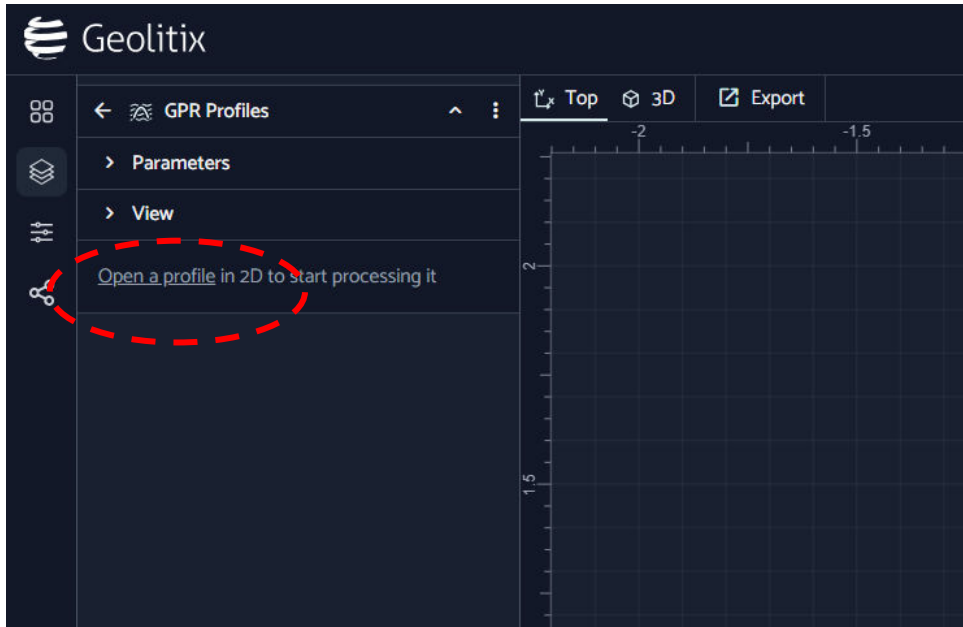 Geolitix
GPR Profiles
Top 3D Export
-2 -1.5
Parameters
View
2
Open a profile in 2D to start processing it
1.5